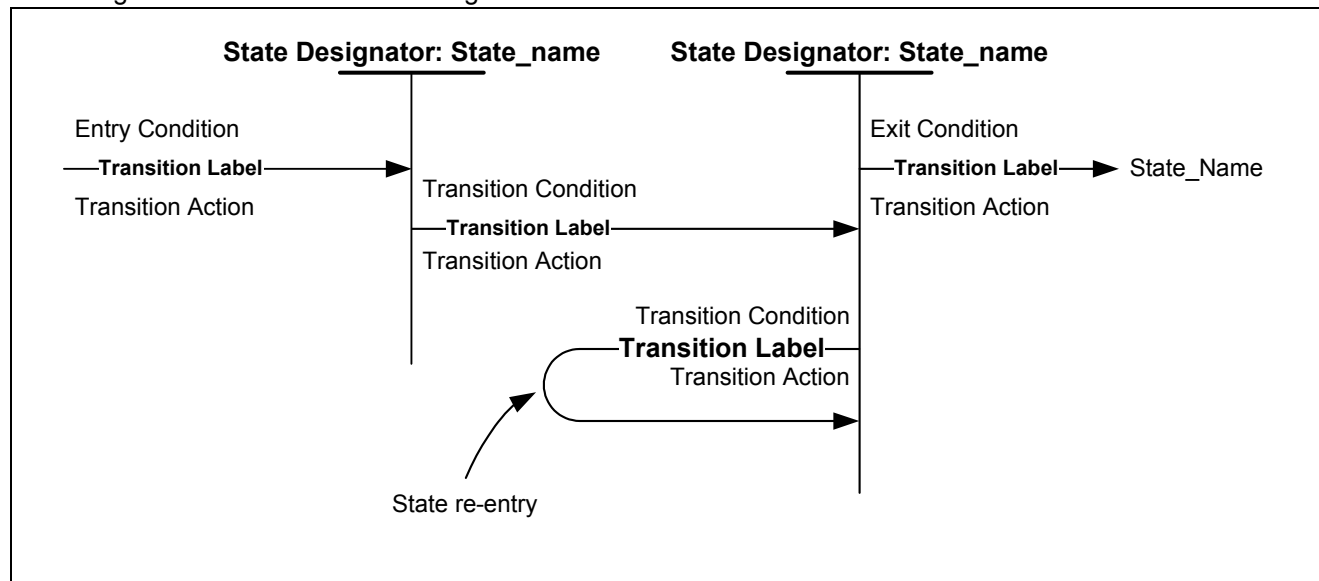 State Designator: State_name
State Designator: State_name
Entry Condition
Transition Label
Transition Action
Transition Condition
Transition Label
Transition Action
Exit Condition
Transition Label
State_Name
Transition Action
Transition Condition
Transition Label
Transition Action
State re-entry